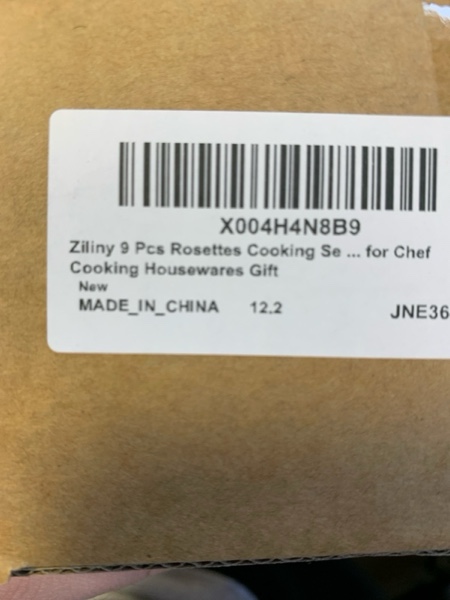 X004H4N8B9
Ziliny 9 Pcs Rosettes Cooking Se ... for Chef
Cooking Housewares Gift
New
MADE_IN_CHINA 12.2 JNE36